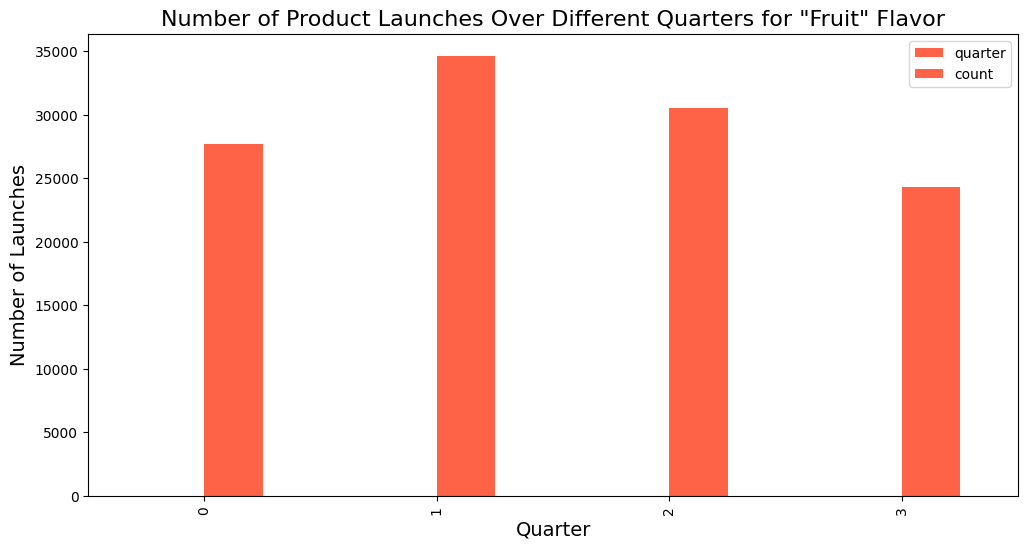 Number of Product Launches Over Different Quarters for "Fruit" Flavor
quarter
count
Number of Launches
35000
30000
25000
20000
15000
10000
5000
0
0
1
2
3
Quarter